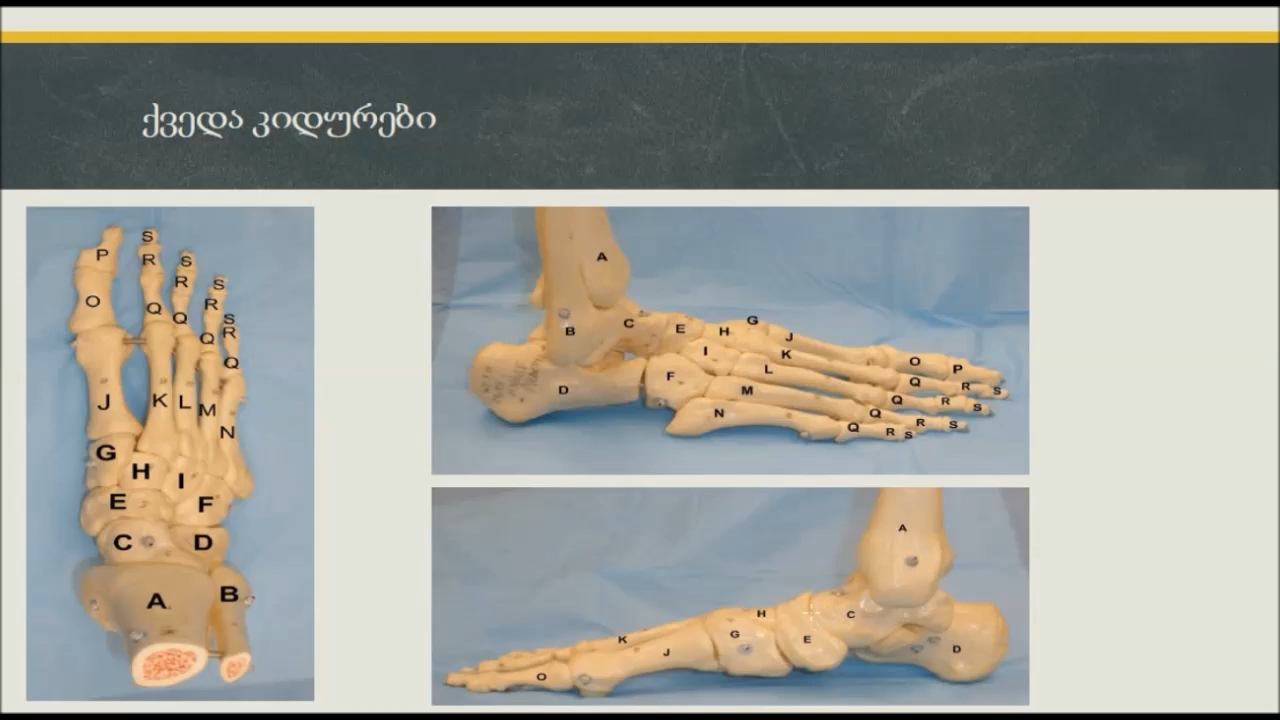 ქვედა კიდურები
P S R S R S R S R
O Q Q Q Q
J K L M N
G H I
E F
C D
A B
A
B C E H G J
I K O P
D F L Q R S
M Q R S
N Q R S
Q R S
A
H C
K G E D
J
O